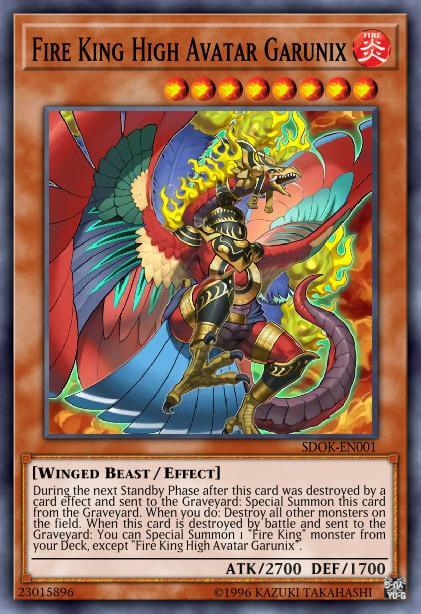 Fire King High Avatar Garunix
FIRE
炎
SDOK-EN001
[Winged Beast / Effect]
During the next Standby Phase after this card was destroyed by a
card effect and sent to the Graveyard: Special Summon this card
from the Graveyard. When you do: Destroy all other monsters on
the field. When this card is destroyed by battle and sent to the
Graveyard: You can Special Summon 1 "Fire King" monster from
your Deck, except "Fire King High Avatar Garunix".
ATK/2700 DEF/1700
23015896
©1996 KAZUKI TAKAHASHI